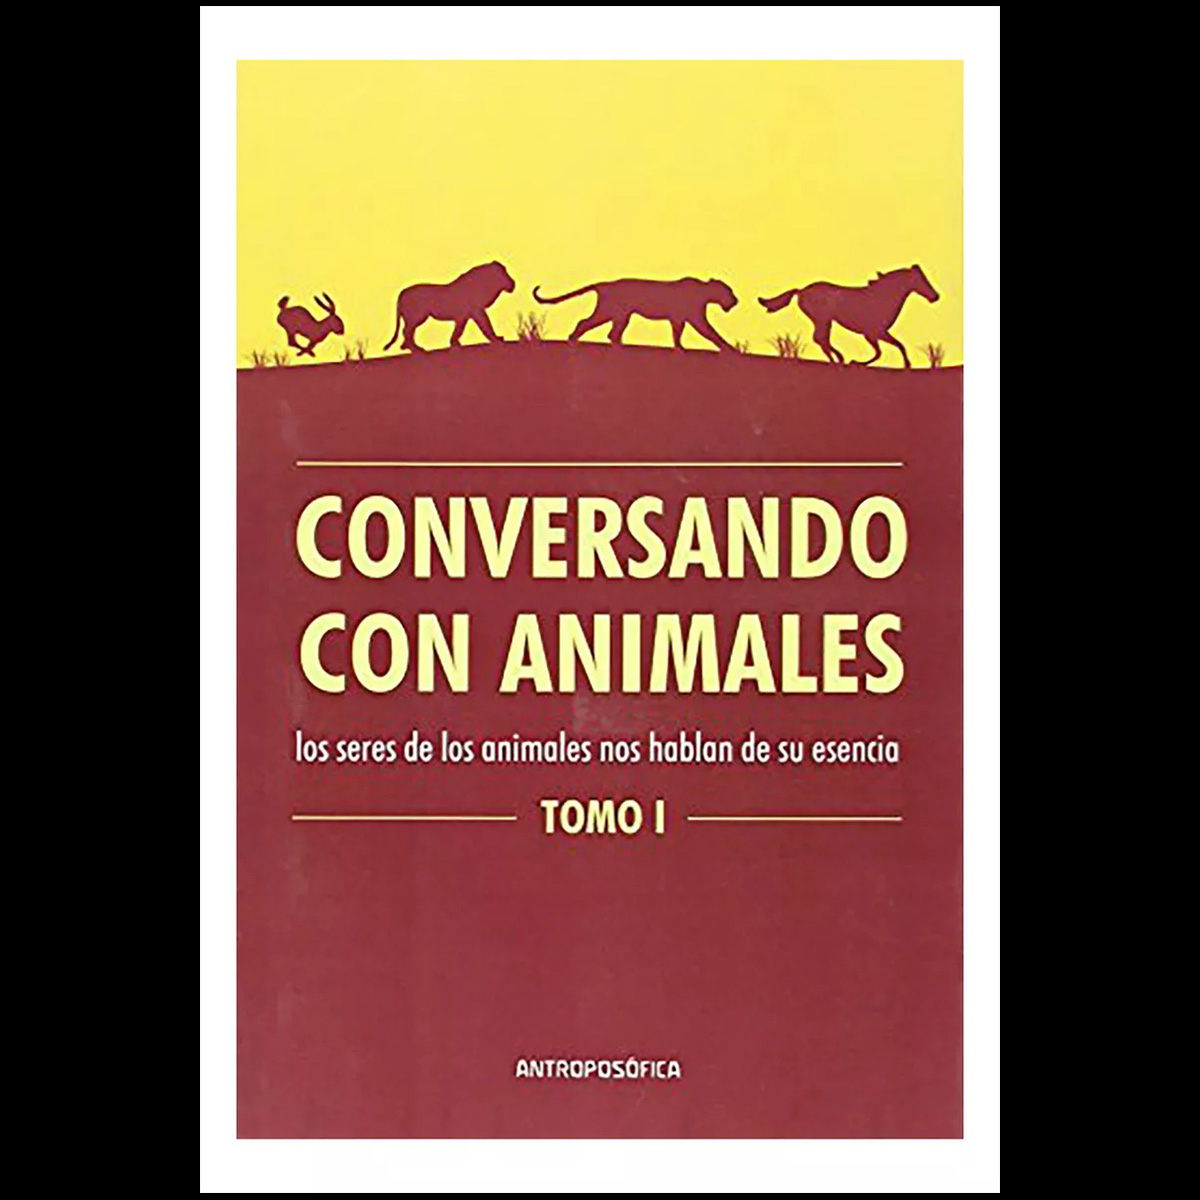 CONVERSANDO
CON ANIMALES
los seres de los animales nos hablan de su esencia
TOMO I
ANTROPOSÓFICA